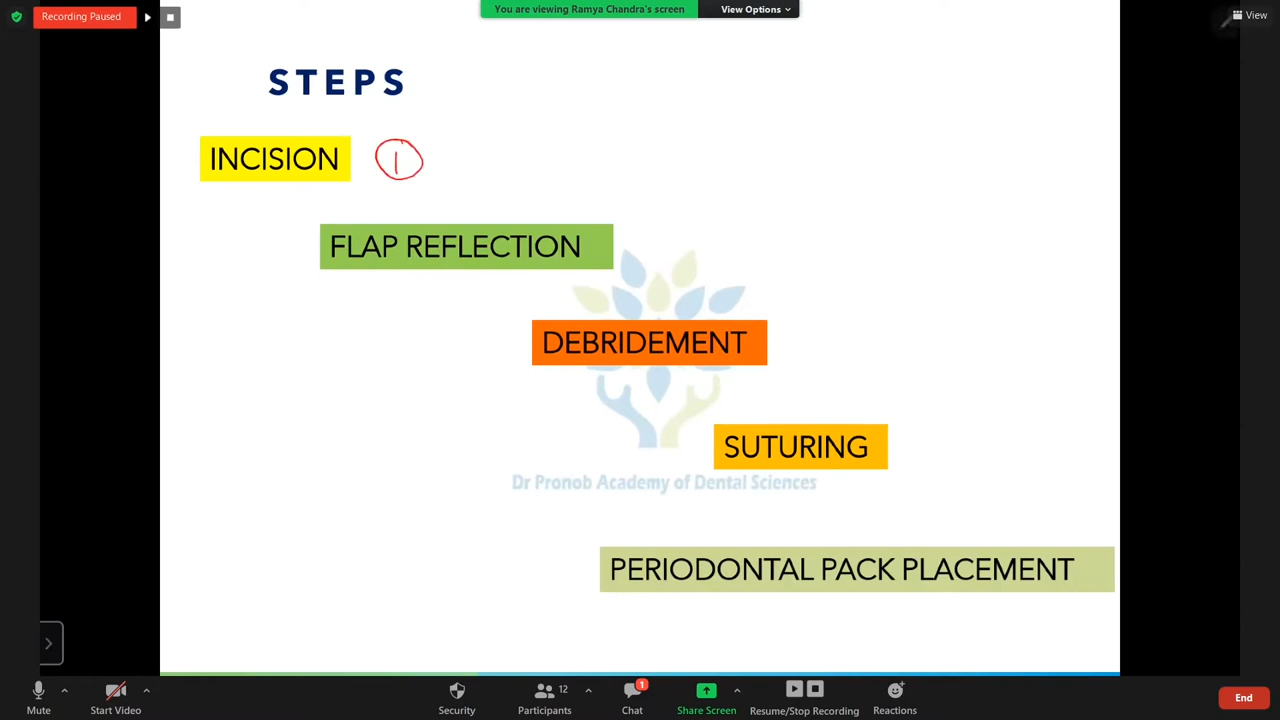 Recording Paused
You are viewing Ramya Chandra's screen
View Options
View
STEPS
INCISION 1
FLAP REFLECTION
DEBRIDEMENT
SUTURING
Dr Pronob Academy of Dental Sciences
PERIODONTAL PACK PLACEMENT
Mute
Start Video
Security
Participants 12
Chat 1
Share Screen
Resume/Stop Recording
Reactions
End